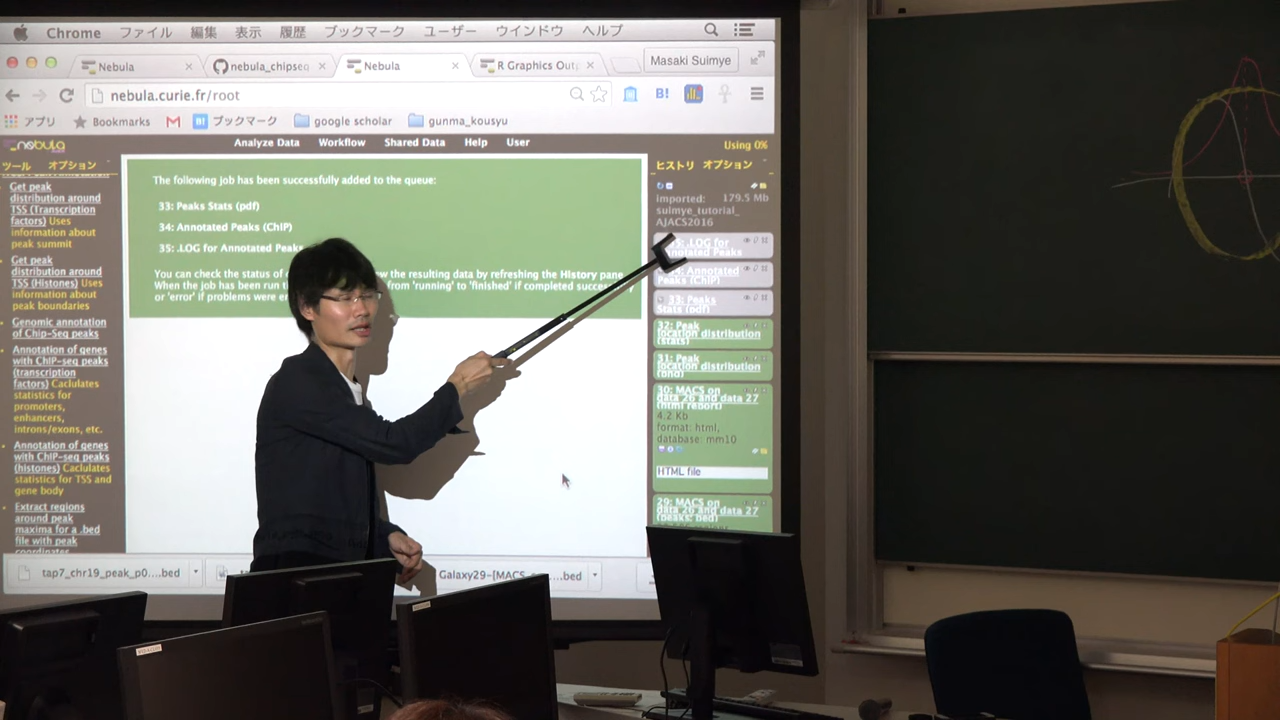 Chrome ファイル 編集 表示 履歴 ブックマーク ユーザー ウインドウ ヘルプ
Nebula
nebula_chipseq
Nebula
R Graphics Out
Masaki Suimye
nebula.curie.fr/root
B!
アプリ
Bookmarks
B! ブックマーク
google scholar
gunma_kousyu
nebula
Analyze Data Workflow Shared Data Help User
Using 0%
ツール オプション
Get peak
distribution around
TSS (Transcription
factors) Uses
information about
peak summit
Get peak
distribution around
TSS (Histones) Uses
information about
peak boundaries
Genomic annotation
of Chip-Seq peaks
Annotation of genes
with ChIP-seq peaks
(transcription
factors) Caclulates
statistics for
promoters,
enhancers,
introns/exons, etc.
Annotation of genes
with ChIP-seq peaks
(histones) Caclulates
statistics for TSS and
gene body
Extract regions
around peak
maxima for a .bed
file with peak
coordinates
The following job has been successfully added to the queue:
33: Peaks Stats (pdf)
34: Annotated Peaks (ChIP)
35: .LOG for Annotated Peaks
You can check the status of
the resulting data by refreshing the History pane
When the job has been run
from 'running' to 'finished' if completed
or 'error' if problems were
ヒストリ オプション
imported: 179.5 Mb
suimye_tutorial_
AJACS2016
.LOG for
Annotated Peaks
Annotated
Peaks (ChIP)
33: Peaks
Stats (pdf)
32: Peak
location distribution
(stats)
31: Peak
location distribution
(png)
30: MACS on
data 26 and data 27
(html report)
4.2 Kb
format: html,
database: mm10
HTML file
29: MACS on
data 26 and data 27
(peaks: bed)
tap7_chr19_peak_p0....bed
Galaxy29-[MACS_o....bed